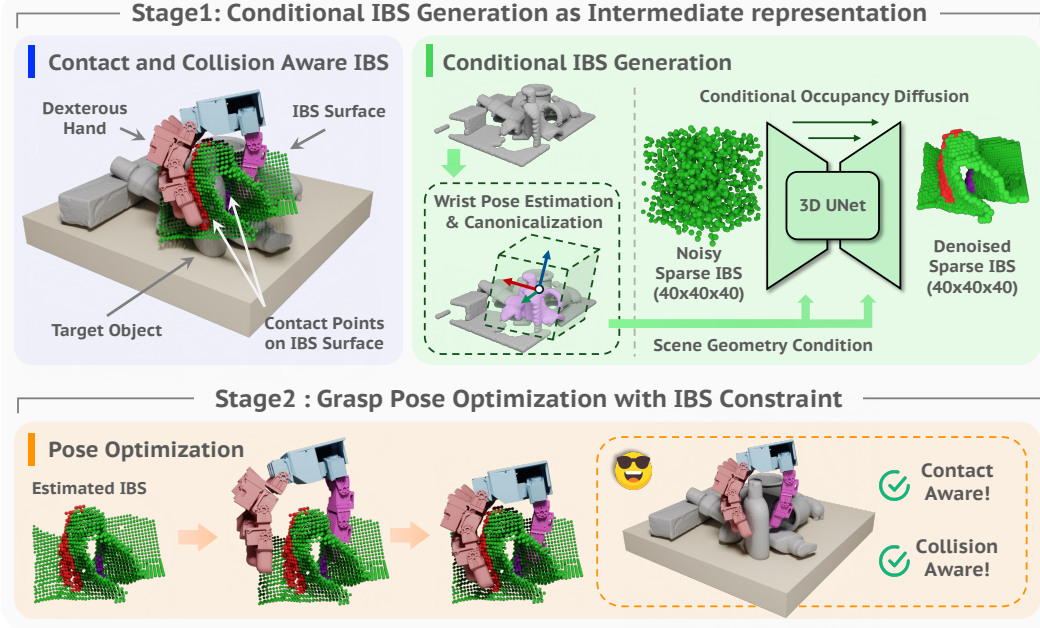 Stage1: Conditional IBS Generation as Intermediate representation
Contact and Collision Aware IBS
Dexterous
Hand
IBS Surface
Target Object
Contact Points
on IBS Surface
Conditional IBS Generation
Wrist Pose Estimation
& Canonicalization
Conditional Occupancy Diffusion
3D UNet
Noisy
Sparse IBS
(40x40x40)
Denoised
Sparse IBS
(40x40x40)
Scene Geometry Condition
Stage2 : Grasp Pose Optimization with IBS Constraint
Pose Optimization
Estimated IBS
Contact
Aware!
Collision
Aware!